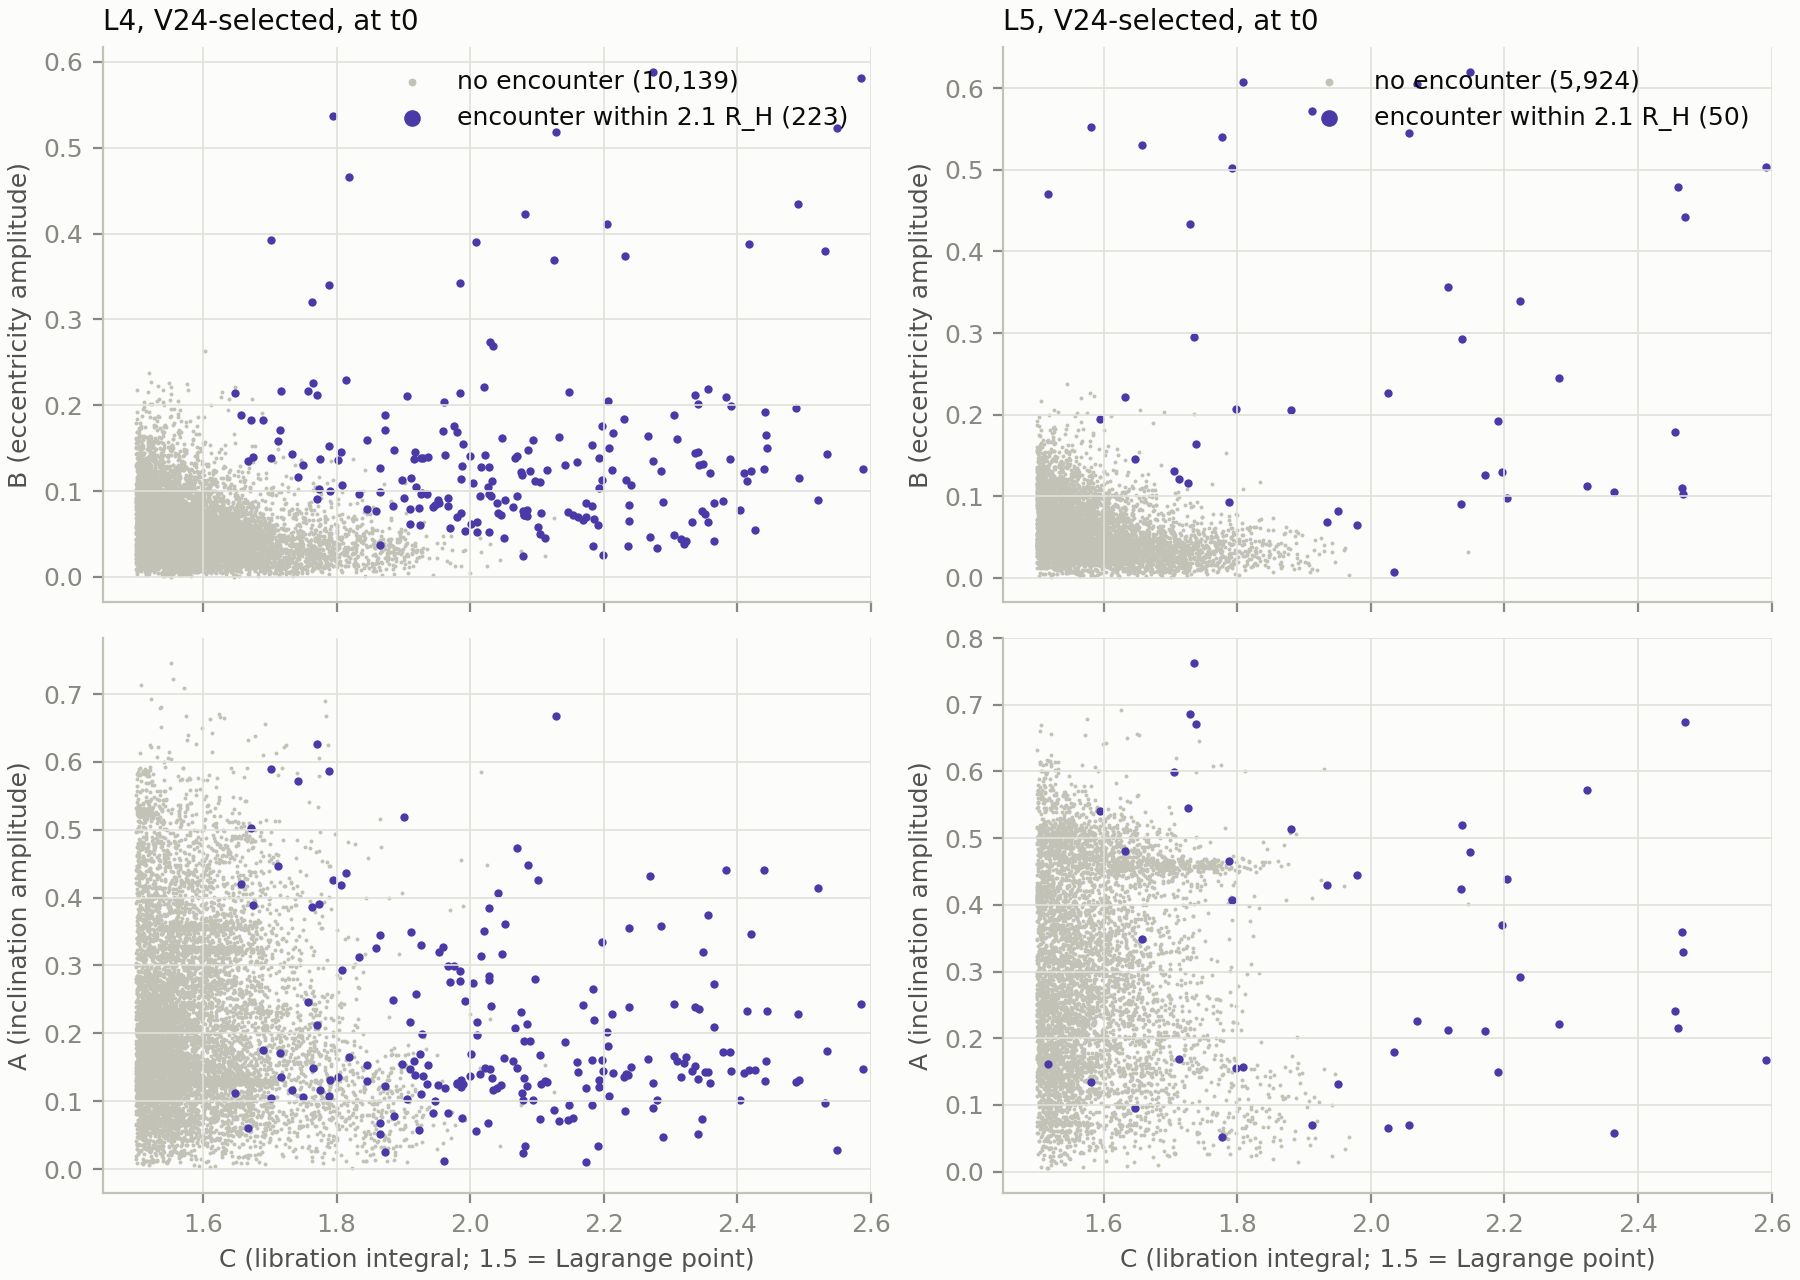 L4, V24-selected, at t0
B (eccentricity amplitude)
0.6
0.5
0.4
0.3
0.2
0.1
0.0
no encounter (10,139)
encounter within 2.1 R_H (223)
L5, V24-selected, at t0
B (eccentricity amplitude)
0.6
0.5
0.4
0.3
0.2
0.1
0.0
no encounter (5,924)
encounter within 2.1 R_H (50)
A (inclination amplitude)
0.7
0.6
0.5
0.4
0.3
0.2
0.1
0.0
1.6 1.8 2.0 2.2 2.4 2.6
C (libration integral; 1.5 = Lagrange point)
A (inclination amplitude)
0.8
0.7
0.6
0.5
0.4
0.3
0.2
0.1
0.0
1.6 1.8 2.0 2.2 2.4 2.6
C (libration integral; 1.5 = Lagrange point)